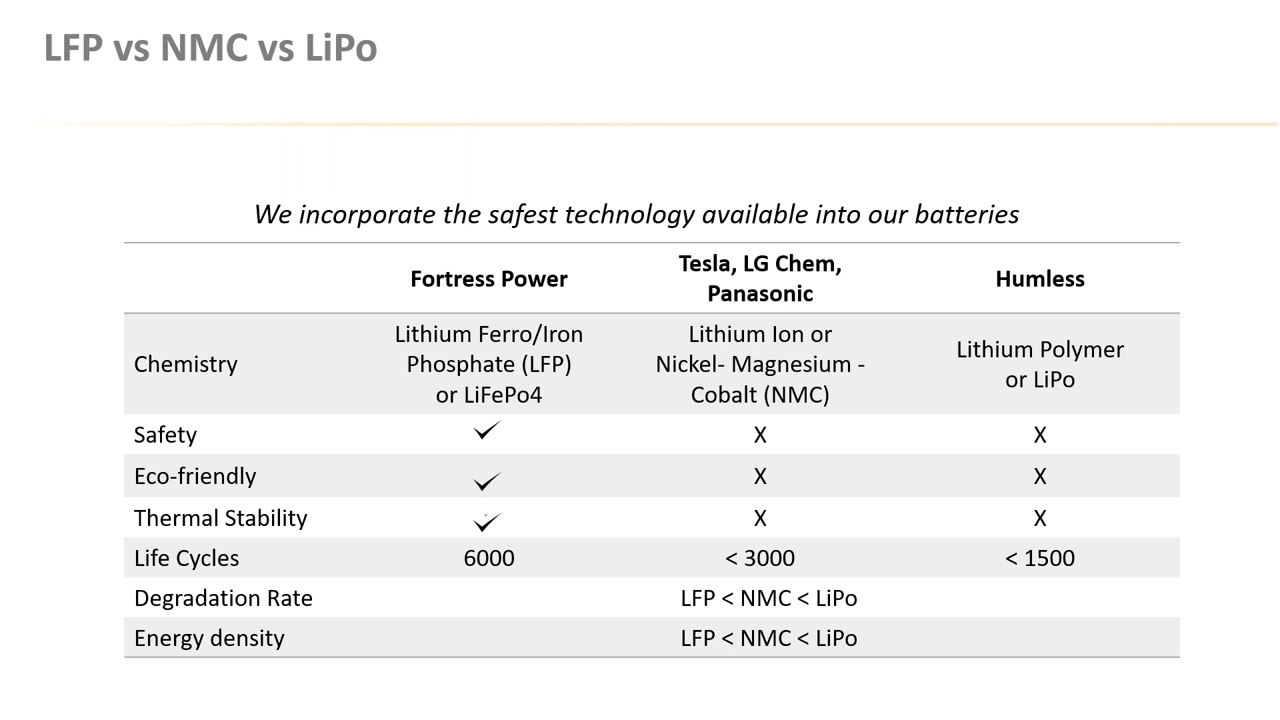 LFP vs NMC vs LiPo
We incorporate the safest technology available into our batteries
Fortress Power
Tesla, LG Chem,
Panasonic
Humless
Chemistry
Lithium Ferro/Iron
Phosphate (LFP)
or LiFePo4
Lithium Ion or
Nickel- Magnesium -
Cobalt (NMC)
Lithium Polymer
or LiPo
Safety ✓ X X
Eco-friendly ✓ X X
Thermal Stability ✓ X X
Life Cycles 6000 < 3000 < 1500
Degradation Rate LFP < NMC < LiPo
Energy density LFP < NMC < LiPo